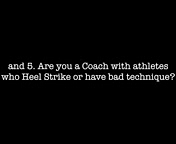 and 5. Are you a Coach with athletes
who Heel Strike or have bad technique?